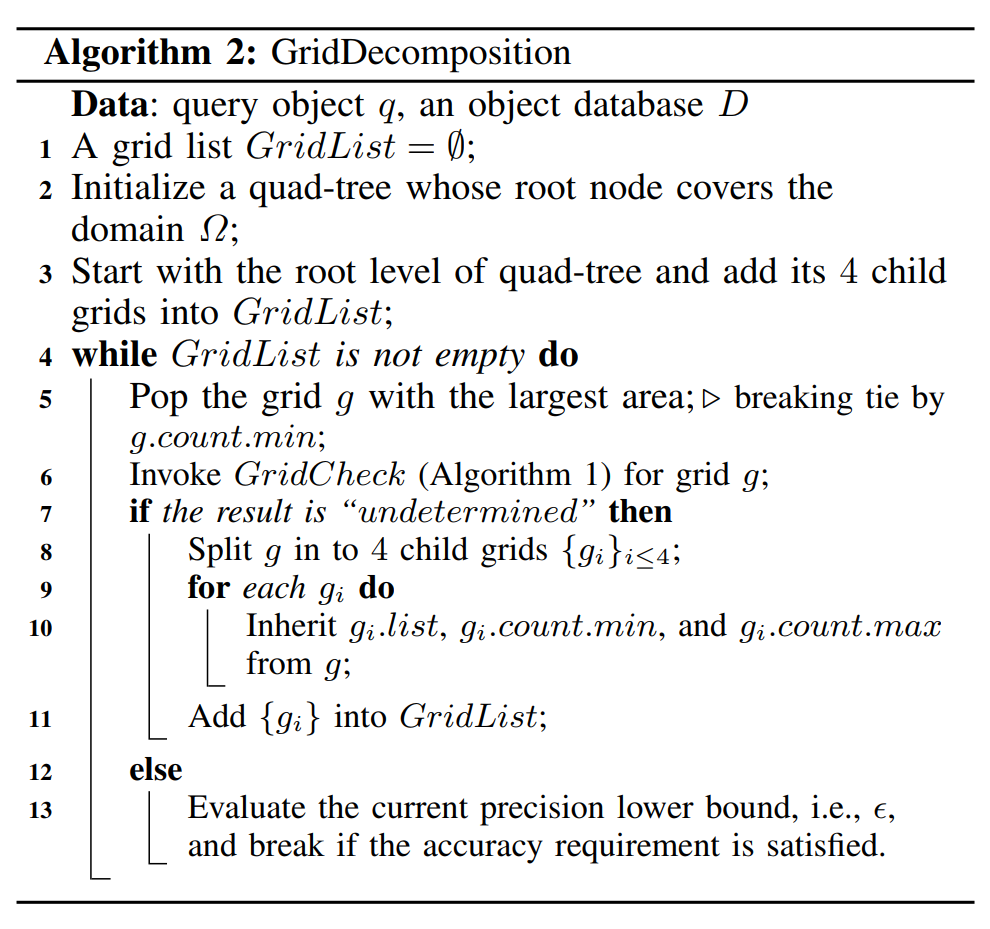 Algorithm 2: GridDecomposition
Data: query object q, an object database D
1 A grid list GridList = ∅;
2 Initialize a quad-tree whose root node covers the
domain Ω;
3 Start with the root level of quad-tree and add its 4 child
grids into GridList;
4 while GridList is not empty do
5 Pop the grid g with the largest area; ▷ breaking tie by
g.count.min;
6 Invoke GridCheck (Algorithm 1) for grid g;
7 if the result is “undetermined” then
8 Split g in to 4 child grids {g_i}_{i≤4};
9 for each g_i do
10 Inherit g_i.list, g_i.count.min, and g_i.count.max
from g;
11 Add {g_i} into GridList;
12 else
13 Evaluate the current precision lower bound, i.e., ϵ,
and break if the accuracy requirement is satisfied.